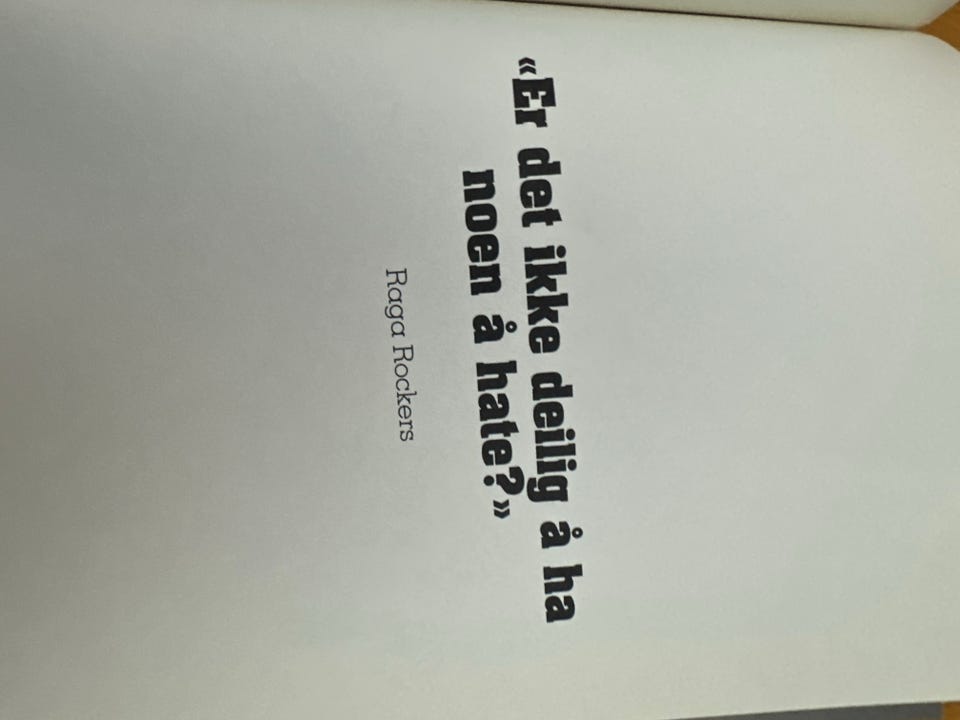 «Er det ikke deilig å ha
noen å hate?»
Raga Rockers